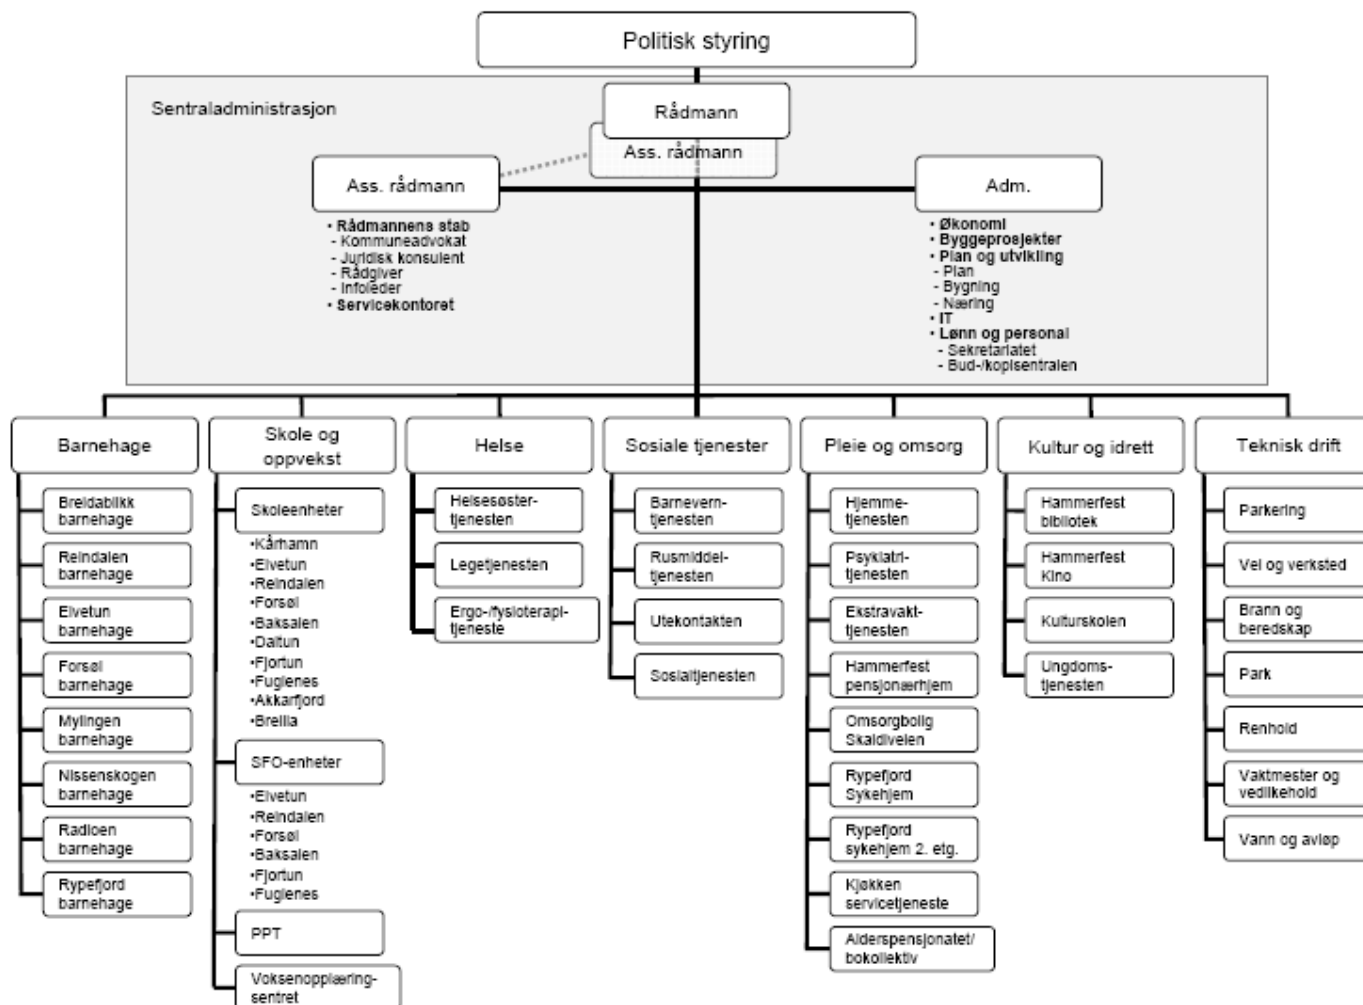 Politisk styring
Sentraladministrasjon
Rådmann
Ass. rådmann
Ass. rådmann
• Rådmannens stab
- Kommuneadvokat
- Juridisk konsulent
- Rådgiver
- Infoleder
• Servicekontoret
Adm.
• Økonomi
• Byggeprosjekter
• Plan og utvikling
- Plan
- Bygning
- Næring
• IT
• Lønn og personal
- Sekretariatet
- Bud-/kopisentralen
Barnehage
Breidablikk
barnehage
Reindalen
barnehage
Elvetun
barnehage
Forsøl
barnehage
Mylingen
barnehage
Nissenskogen
barnehage
Radioen
barnehage
Rypefjord
barnehage
Skole og
oppvekst
Skoleenheter
•Kårhamn
•Elvetun
•Reindalen
•Forsøl
•Baksalen
•Daltun
•Fjortun
•Fuglenes
•Akkarfjord
•Breilia
SFO-enheter
•Elvetun
•Reindalen
•Forsøl
•Baksalen
•Fjortun
•Fuglenes
PPT
Voksenopplæring-
sentret
Helse
Helsesøster-
tjenesten
Legetjenesten
Ergo-/fysioterapi-
tjeneste
Sosiale tjenester
Barnevern-
tjenesten
Rusmiddel-
tjenesten
Utekontakten
Sosialtjenesten
Pleie og omsorg
Hjemme-
tjenesten
Psykiatri-
tjenesten
Ekstravakt-
tjenesten
Hammerfest
pensjonærhjem
Omsorgbolig
Skaidiveien
Rypefjord
Sykehjem
Rypefjord
sykehjem 2. etg.
Kjøkken
servicetjeneste
Alderspensjonatet/
bokollektiv
Kultur og idrett
Hammerfest
bibliotek
Hammerfest
Kino
Kulturskolen
Ungdoms-
tjenesten
Teknisk drift
Parkering
Vei og verksted
Brann og
beredskap
Park
Renhold
Vaktmester og
vedlikehold
Vann og avløp